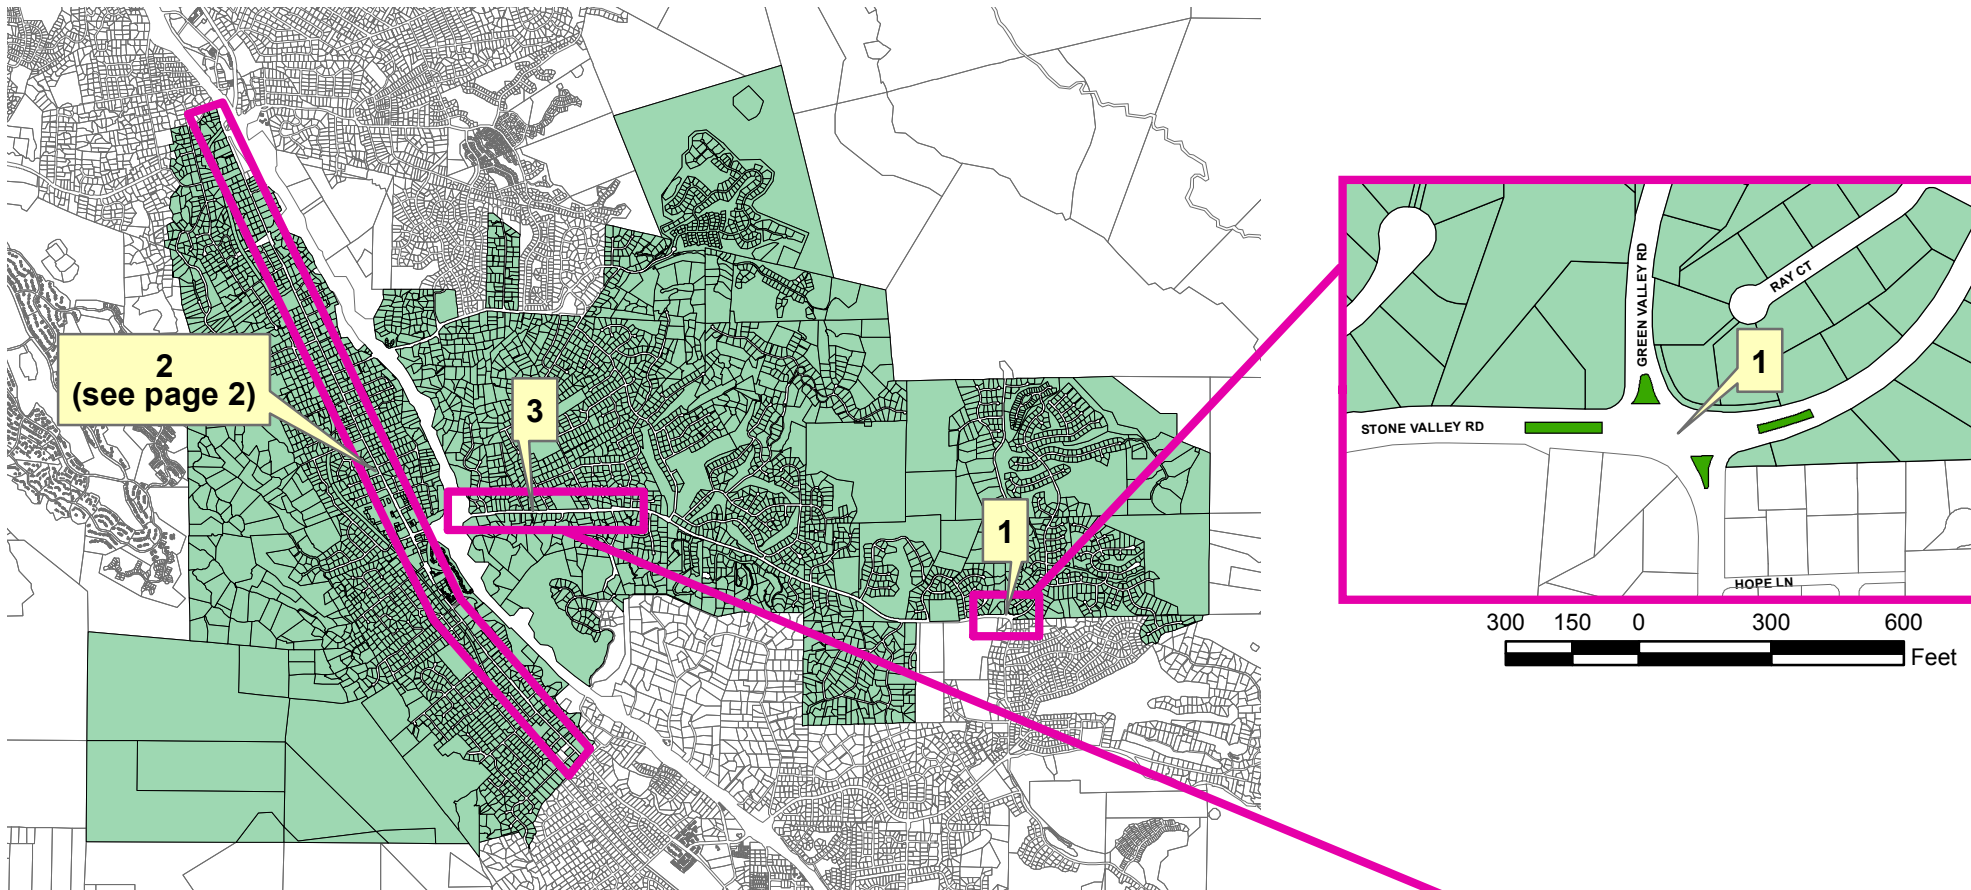 2
(see page 2)
3
1
GREEN VALLEY RD
RAY CT
1
STONE VALLEY RD
HOPE LN
300 150 0 300 600
Feet